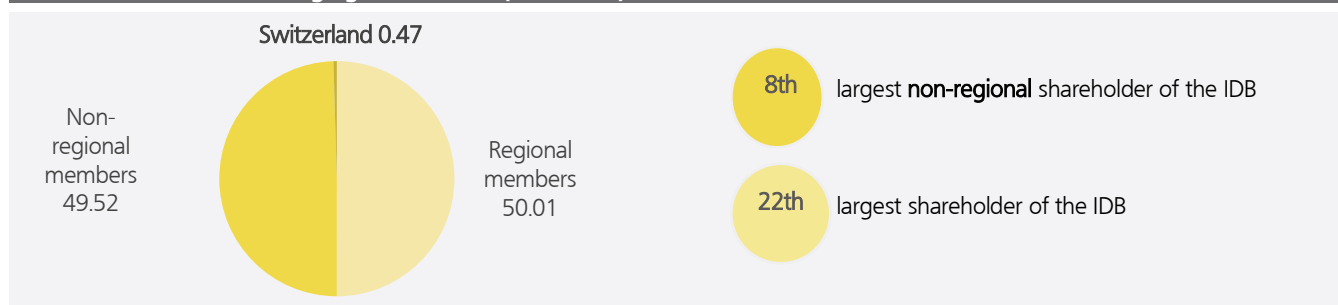 Switzerland 0.47
Non-
regional
members
49.52
Regional
members
50.01
8th
largest non-regional shareholder of the IDB
22th
largest shareholder of the IDB